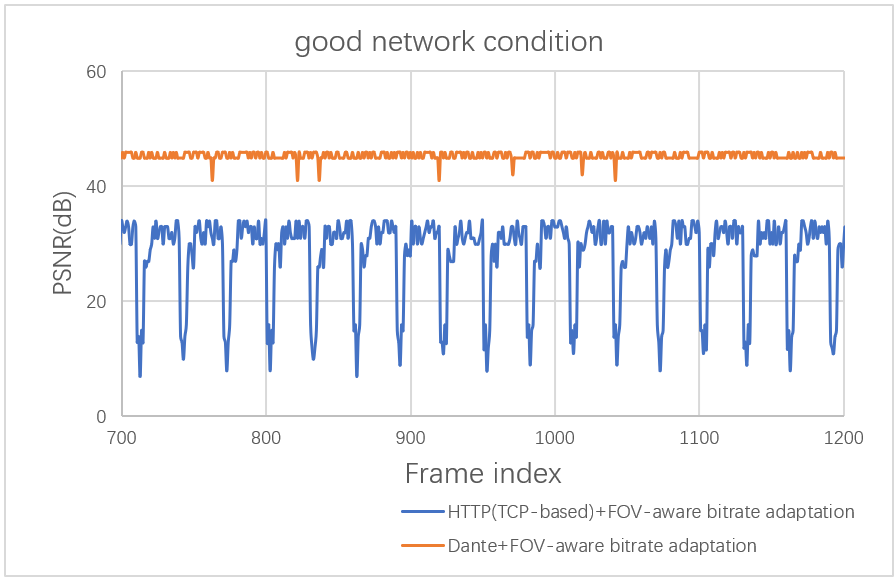 good network condition
60
40
20
0
PSNR(dB)
700 800 900 1000 1100 1200
Frame index
HTTP(TCP-based)+FOV-aware bitrate adaptation
Dante+FOV-aware bitrate adaptation